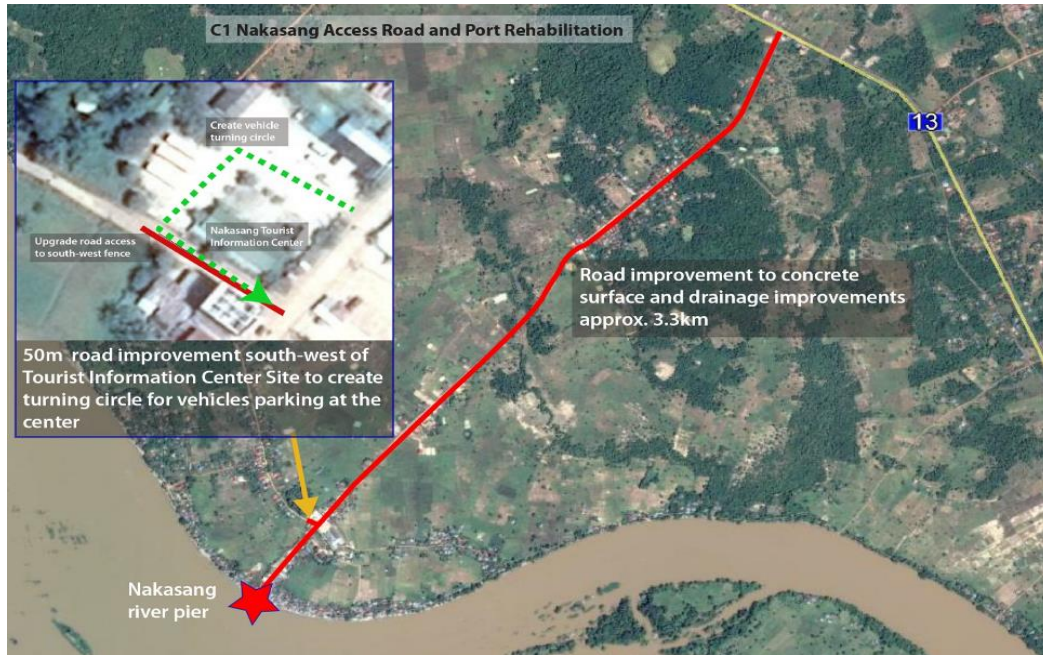 C1 Nakasang Access Road and Port Rehabilitation
13
Create vehicle
turning circle
Nakasang Tourist
Information Center
Upgrade road access
to south-west fence
50m road improvement south-west of
Tourist Information Center Site to create
turning circle for vehicles parking at the
center
Road improvement to concrete
surface and drainage improvements
approx. 3.3km
Nakasang
river pier